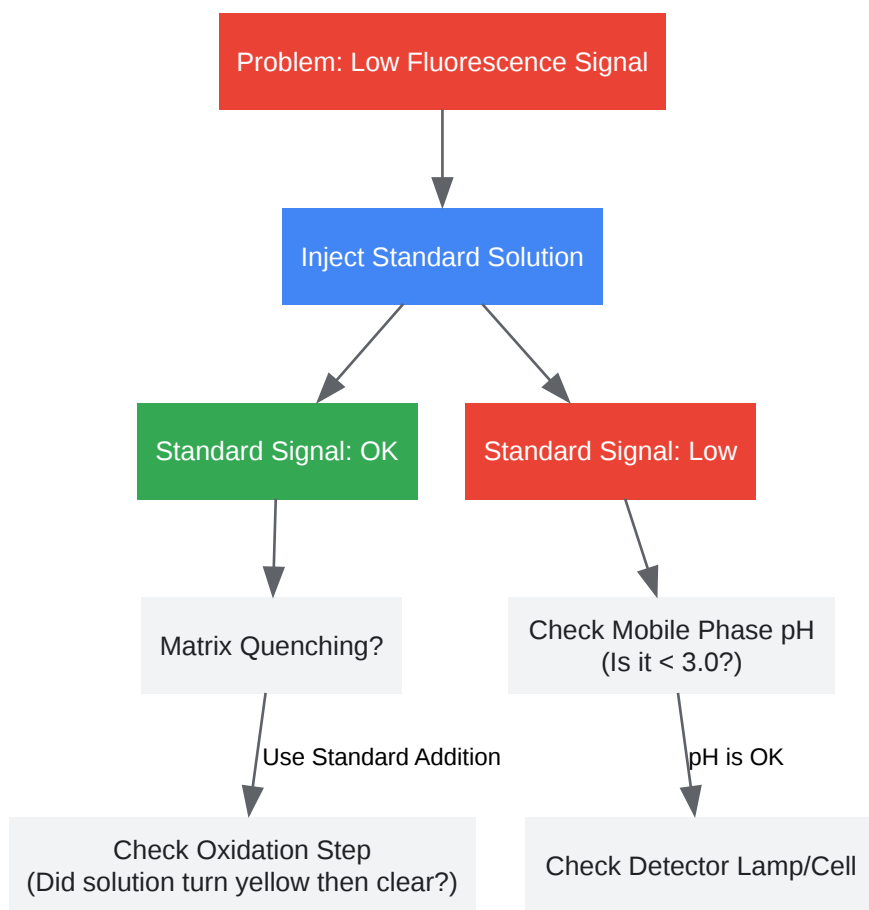 Problem: Low Fluorescence Signal
Inject Standard Solution
Standard Signal: OK
Standard Signal: Low
Matrix Quenching?
Check Mobile Phase pH
(Is it < 3.0?)
Use Standard Addition
pH is OK
Check Oxidation Step
(Did solution turn yellow then clear?)
Check Detector Lamp/Cell